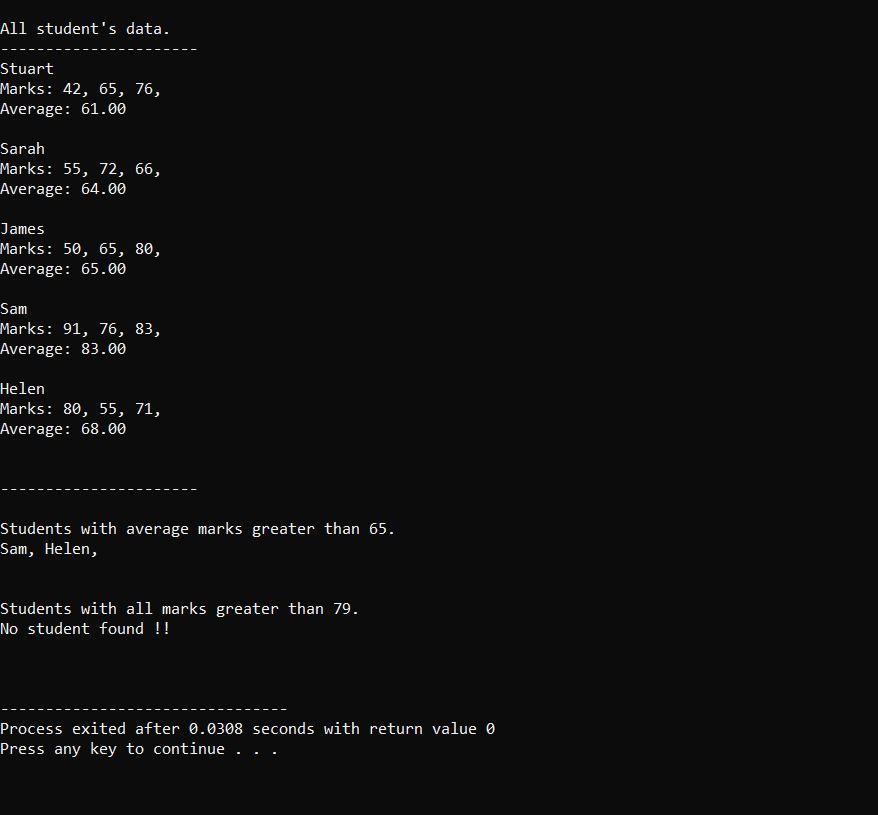 All student's data.
----------------------
Stuart
Marks: 42, 65, 76,
Average: 61.00
Sarah
Marks: 55, 72, 66,
Average: 64.00
James
Marks: 50, 65, 80,
Average: 65.00
Sam
Marks: 91, 76, 83,
Average: 83.00
Helen
Marks: 80, 55, 71,
Average: 68.00
----------------------
Students with average marks greater than 65.
Sam, Helen,
Students with all marks greater than 79.
No student found !!
--------------------------------
Process exited after 0.0308 seconds with return value 0
Press any key to continue . . .